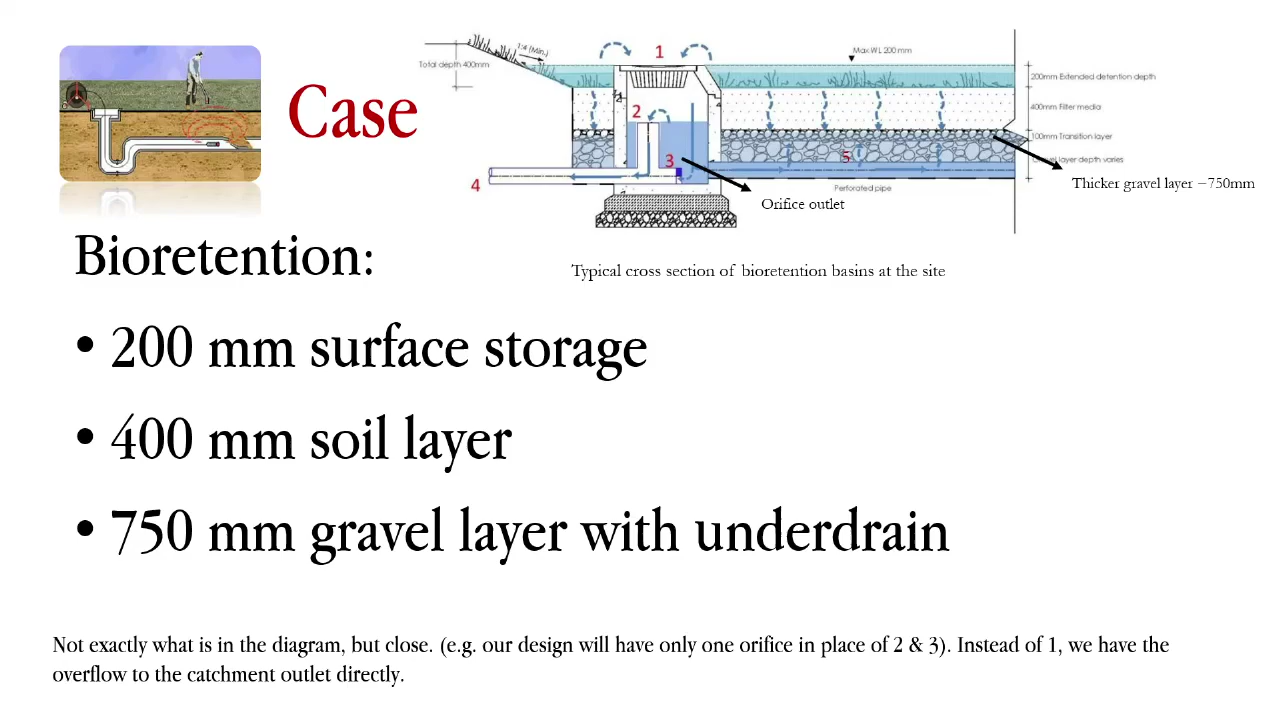 Case
1:4 (Min.)
Total depth 400mm
1
Max WL 200 mm
200mm Extended detention depth
400mm Filter media
2
100mm Transition layer
3
5
layer depth varies
4
Perforated pipe
Thicker gravel layer –750mm
Orifice outlet
Typical cross section of bioretention basins at the site
Bioretention:
• 200 mm surface storage
• 400 mm soil layer
• 750 mm gravel layer with underdrain
Not exactly what is in the diagram, but close. (e.g. our design will have only one orifice in place of 2 & 3). Instead of 1, we have the
overflow to the catchment outlet directly.